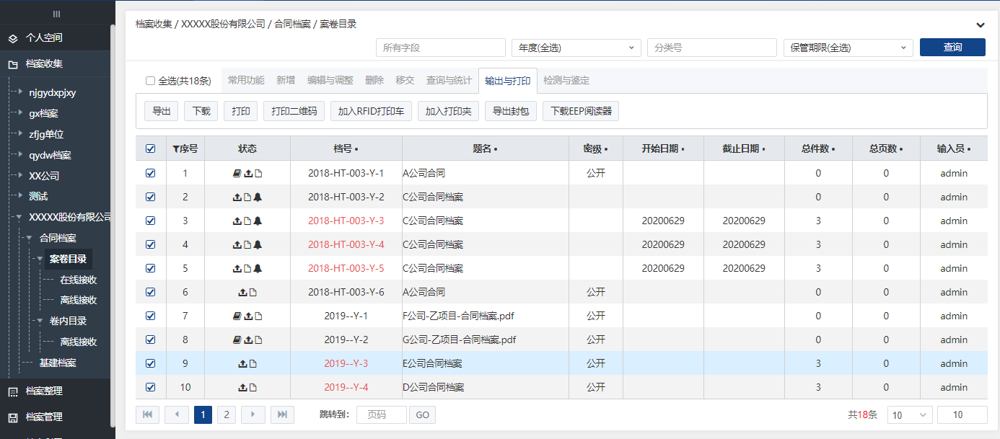 个人空间
档案收集
njgydxpjxy
gx档案
zfjg单位
qydw档案
XX公司
测试
XXXXX股份有限公司
合同档案
案卷目录
在线接收
离线接收
卷内目录
离线接收
基建档案
档案整理
档案管理
档案收集 / XXXXX股份有限公司 / 合同档案 / 案卷目录
所有字段 年度(全选) 分类号 保管期限(全选) 查询
全选(共18条) 常用功能 新增 编辑与调整 删除 移交 查询与统计 输出与打印 检测与鉴定
导出 下载 打印 打印二维码 加入RFID打印车 加入打印夹 导出封包 下载EEP阅读器
序号 状态 档号 题名 密级 开始日期 截止日期 总件数 总页数 输入员
1 2018-HT-003-Y-1 A公司合同 公开 0 0 admin
2 2018-HT-003-Y-2 C公司合同档案 0 0 admin
3 2018-HT-003-Y-3 C公司合同档案 20200629 20200629 3 0 admin
4 2018-HT-003-Y-4 C公司合同档案 20200629 20200629 3 0 admin
5 2018-HT-003-Y-5 C公司合同档案 20200629 20200629 3 0 admin
6 2018-HT-003-Y-6 A公司合同 公开 0 0 admin
7 2019--Y-1 F公司-乙项目-合同档案.pdf 公开 0 0 admin
8 2019--Y-2 G公司-乙项目-合同档案.pdf 公开 0 0 admin
9 2019--Y-3 E公司合同档案 公开 3 0 admin
10 2019--Y-4 D公司合同档案 公开 3 0 admin
1 2 跳转到: 页码 GO 共18条 10 10